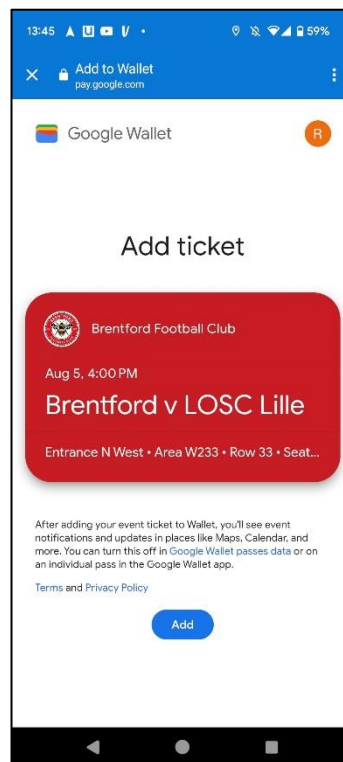 13:45
59%
Add to Wallet
pay.google.com
Google Wallet
R
Add ticket
Brentford Football Club
Aug 5, 4:00 PM
Brentford v LOSC Lille
Entrance N West • Area W233 • Row 33 • Seat...
After adding your event ticket to Wallet, you'll see event
notifications and updates in places like Maps, Calendar, and
more. You can turn this off in Google Wallet passes data or on
an individual pass in the Google Wallet app.
Terms and Privacy Policy
Add